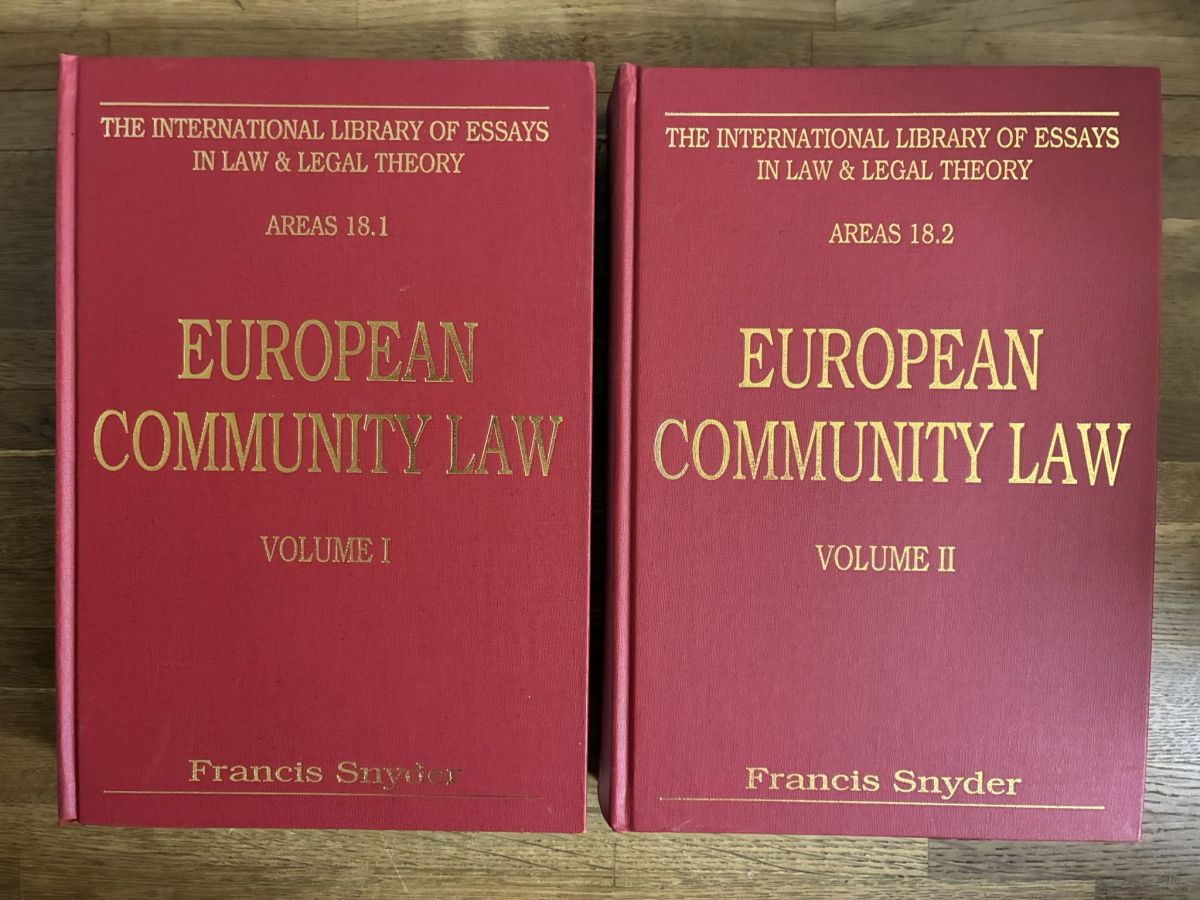 THE INTERNATIONAL LIBRARY OF ESSAYS
IN LAW & LEGAL THEORY
AREAS 18.1
EUROPEAN
COMMUNITY LAW
VOLUME I
Francis Snyder
THE INTERNATIONAL LIBRARY OF ESSAYS
IN LAW & LEGAL THEORY
AREAS 18.2
EUROPEAN
COMMUNITY LAW
VOLUME II
Francis Snyder